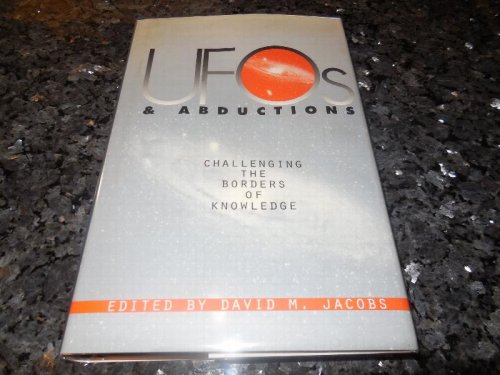 UFOs
& ABDUCTIONS
CHALLENGING
THE
BORDERS
OF
KNOWLEDGE
EDITED BY DAVID M. JACOBS